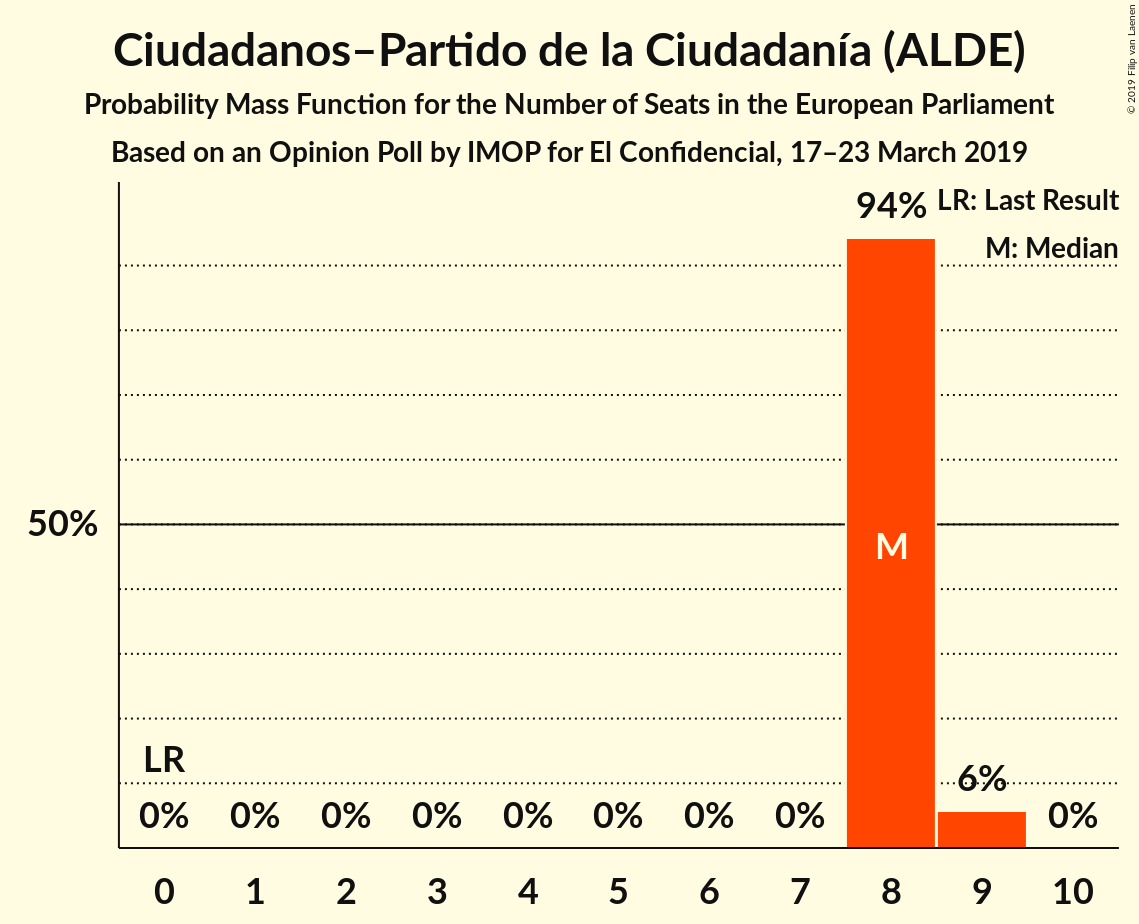 Ciudadanos–Partido de la Ciudadanía (ALDE)
Probability Mass Function for the Number of Seats in the European Parliament
Based on an Opinion Poll by IMOP for El Confidencial, 17–23 March 2019
© 2019 Filip van Laenen
94%
LR: Last Result
M: Median
50%
M
LR
6%
0% 0% 0% 0% 0% 0% 0% 0% 0%
0 1 2 3 4 5 6 7 8 9 10